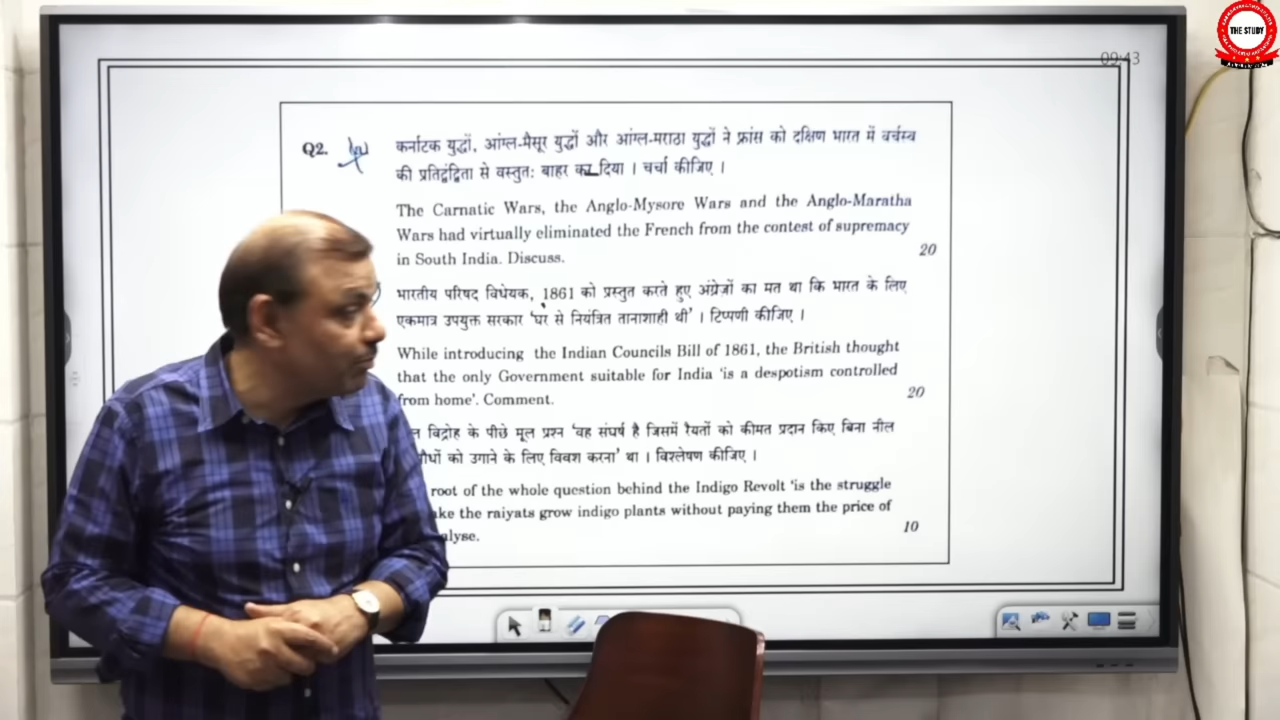 THE STUDY
09:43
Q2. कर्नाटक युद्धों, आंग्ल-मैसूर युद्धों और आंग्ल-मराठा युद्धों ने फ्रांस को दक्षिण भारत में वर्चस्व
की प्रतिद्वंद्विता से वस्तुतः बाहर कर दिया । चर्चा कीजिए ।
The Carnatic Wars, the Anglo-Mysore Wars and the Anglo-Maratha
Wars had virtually eliminated the French from the contest of supremacy
in South India. Discuss. 20
भारतीय परिषद विधेयक, 1861 को प्रस्तुत करते हुए अंग्रेज़ों का मत था कि भारत के लिए
एकमात्र उपयुक्त सरकार 'घर से नियंत्रित तानाशाही थी' । टिप्पणी कीजिए ।
While introducing the Indian Councils Bill of 1861, the British thought
that the only Government suitable for India 'is a despotism controlled
from home'. Comment. 20
विद्रोह के पीछे मूल प्रश्न 'वह संघर्ष है जिसमें रैयतों को कीमत प्रदान किए बिना नील
को उगाने के लिए विवश करना' था । विश्लेषण कीजिए ।
root of the whole question behind the Indigo Revolt 'is the struggle
the raiyats grow indigo plants without paying them the price of
10